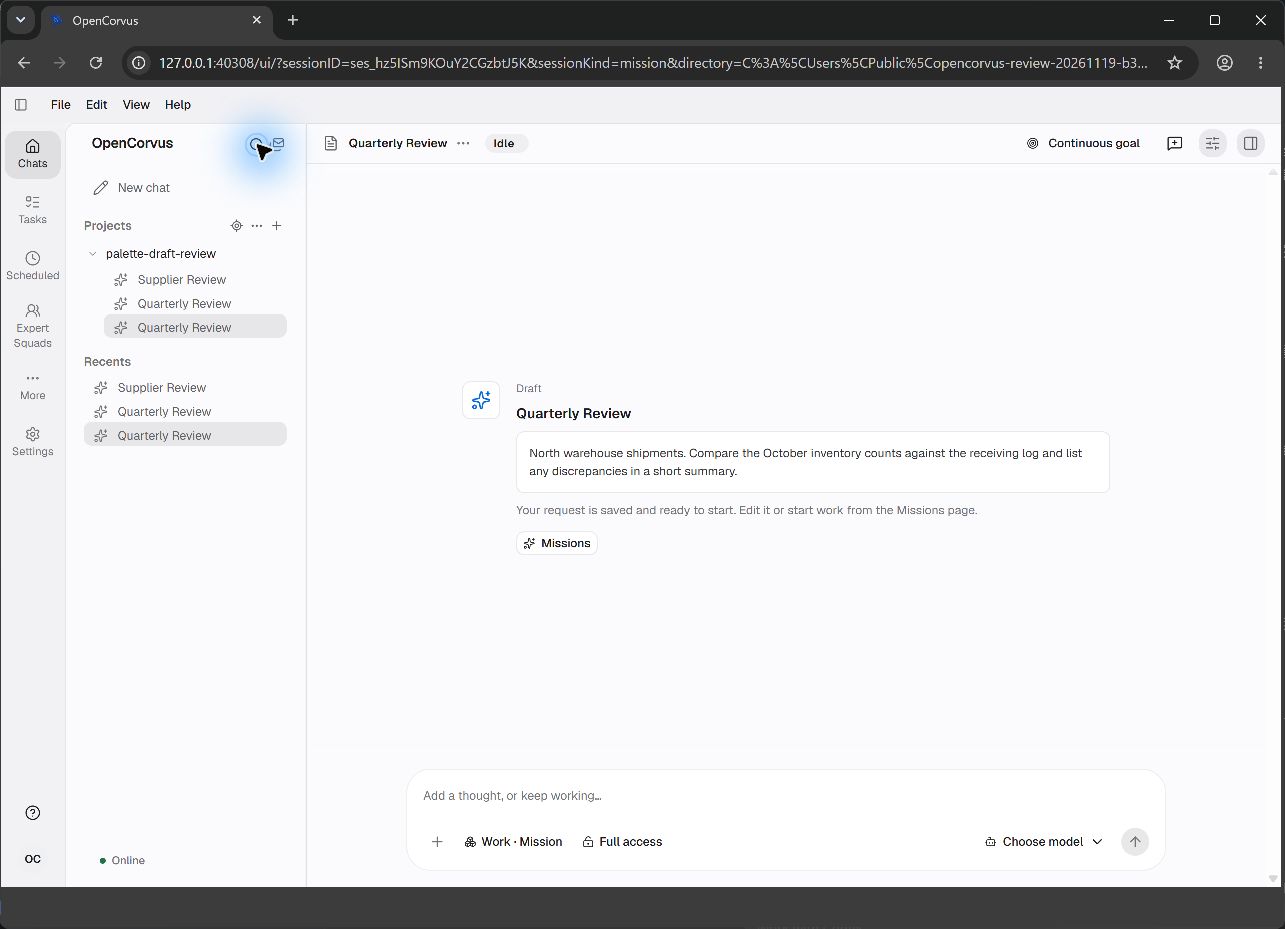 OpenCorvus
127.0.0.1:40308/ui/?sessionID=ses_hz5ISm9KOuY2CGzbtJ5K&sessionKind=mission&directory=C%3A%5CUsers%5CPublic%5Copencorvus-review-20261119-b3...
File Edit View Help
Chats
Tasks
Scheduled
Expert
Squads
More
Settings
OC
OpenCorvus
New chat
Projects
palette-draft-review
Supplier Review
Quarterly Review
Quarterly Review
Recents
Supplier Review
Quarterly Review
Quarterly Review
Online
Quarterly Review Idle
Continuous goal
Draft
Quarterly Review
North warehouse shipments. Compare the October inventory counts against the receiving log and list
any discrepancies in a short summary.
Your request is saved and ready to start. Edit it or start work from the Missions page.
Missions
Add a thought, or keep working...
Work · Mission Full access Choose model